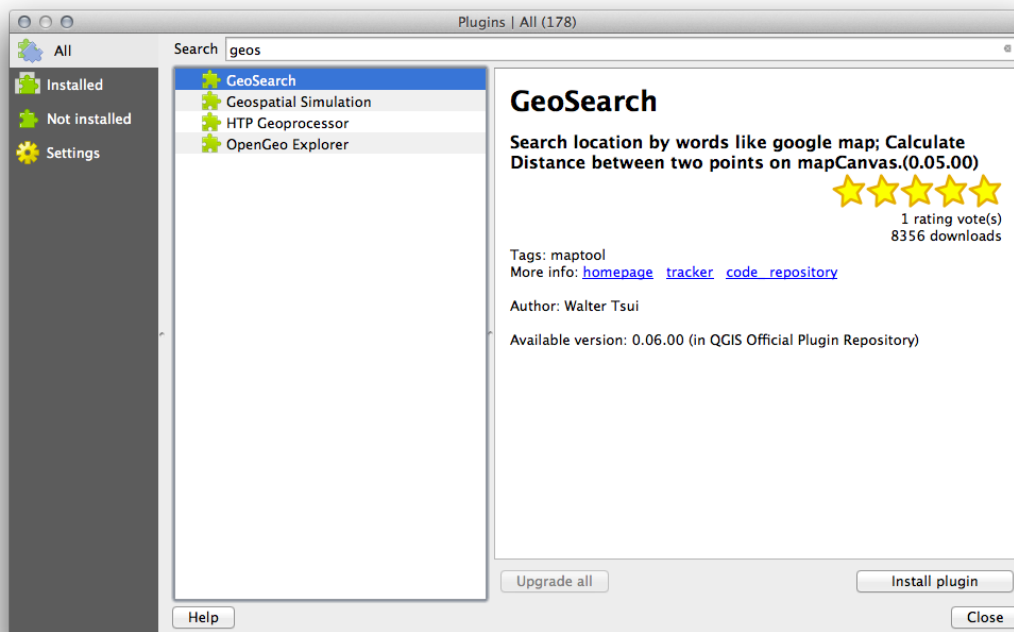 Plugins | All (178)
All
Installed
Not installed
Settings
Search geos
GeoSearch
Geospatial Simulation
HTP Geoprocessor
OpenGeo Explorer
GeoSearch
Search location by words like google map; Calculate
Distance between two points on mapCanvas.(0.05.00)
1 rating vote(s)
8356 downloads
Tags: maptool
More info: homepage tracker code_repository
Author: Walter Tsui
Available version: 0.06.00 (in QGIS Official Plugin Repository)
Upgrade all
Install plugin
Help
Close